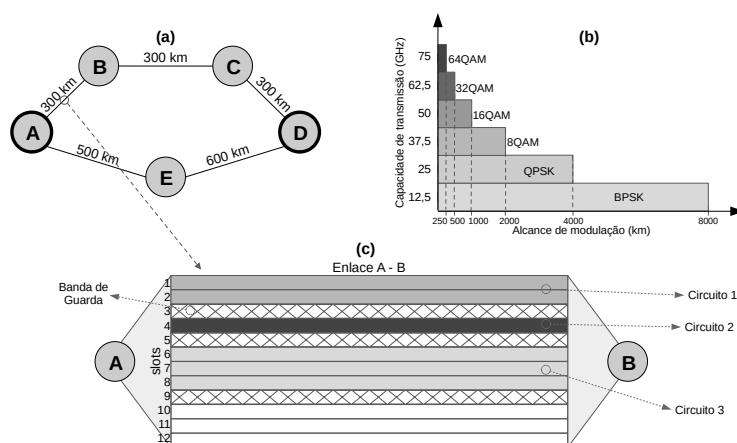 (a)
B
300 km
C
300 km
300 km
A
D
500 km
600 km
E
(b)
Capacidade de transmissão (GHz)
75
64QAM
62,5
32QAM
50
16QAM
37,5
8QAM
25
QPSK
12,5
BPSK
250
500
1000
2000
4000
8000
Alcance de modulação (km)
(c)
Enlace A - B
Banda de
Guarda
slots
1
2
3
4
5
6
7
8
9
10
11
12
A
B
Circuito 1
Circuito 2
Circuito 3